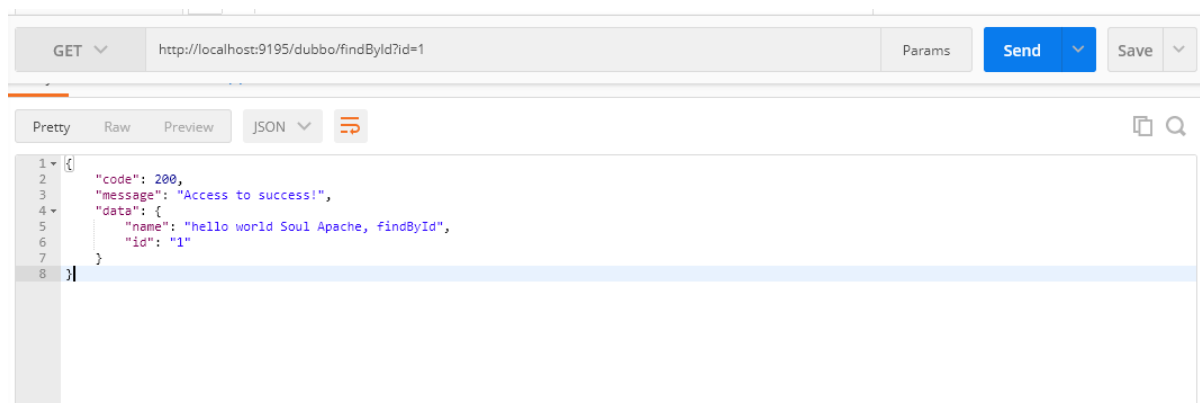 GET http://localhost:9195/dubbo/findById?id=1 Params Send Save
Pretty Raw Preview JSON
1 {
2 "code": 200,
3 "message": "Access to success!",
4 "data": {
5 "name": "hello world Soul Apache, findById",
6 "id": "1"
7 }
8 }